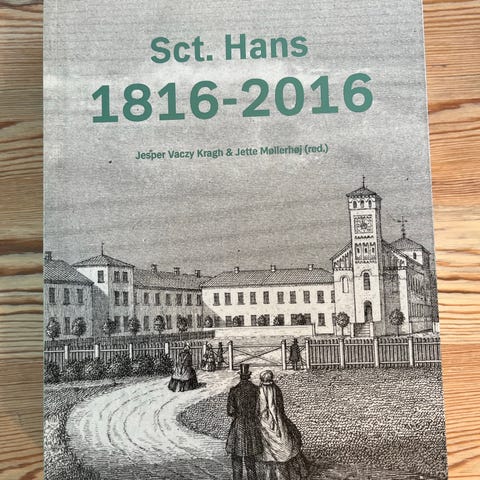 Sct. Hans
1816-2016
Jesper Vaczy Kragh & Jette Møllerhøj (red.)